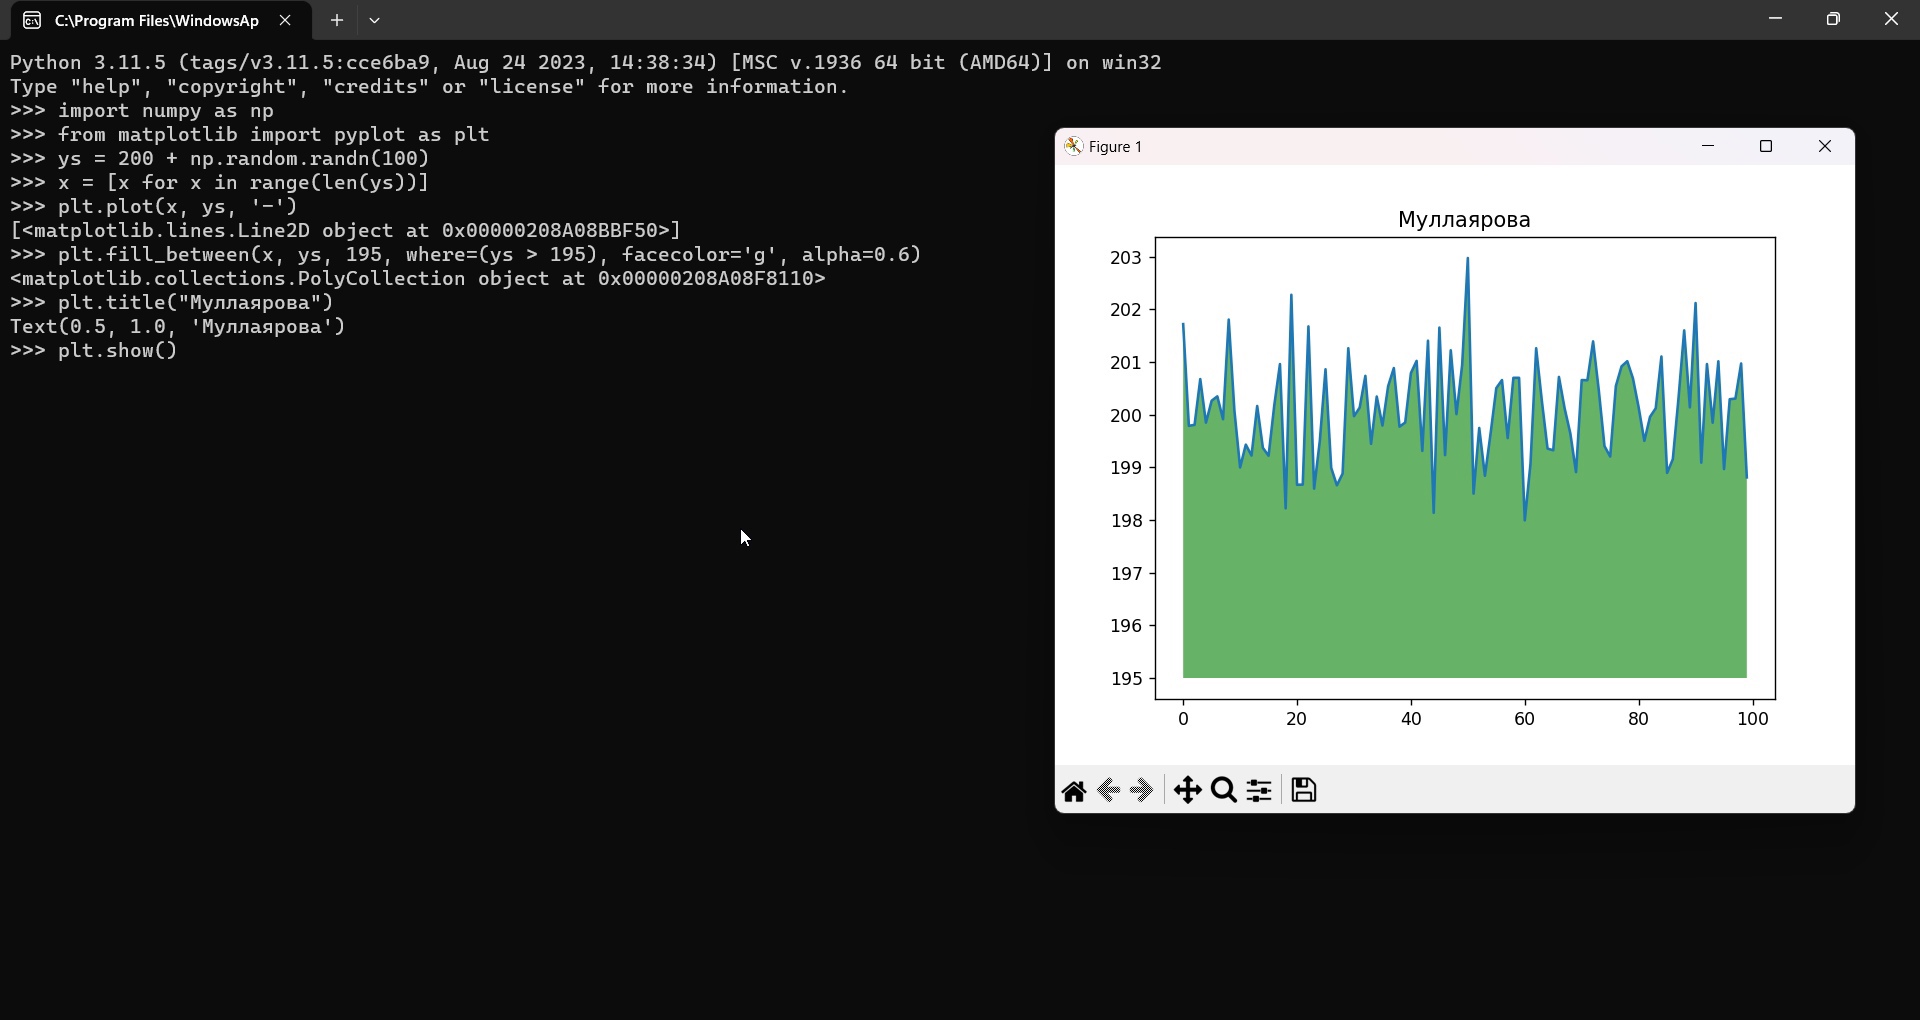 C:\Program Files\WindowsAp
Python 3.11.5 (tags/v3.11.5:cce6ba9, Aug 24 2023, 14:38:34) [MSC v.1936 64 bit (AMD64)] on win32
Type "help", "copyright", "credits" or "license" for more information.
>>> import numpy as np
>>> from matplotlib import pyplot as plt
>>> ys = 200 + np.random.randn(100)
>>> x = [x for x in range(len(ys))]
>>> plt.plot(x, ys, '-')
[<matplotlib.lines.Line2D object at 0x00000208A08BBF50>]
>>> plt.fill_between(x, ys, 195, where=(ys > 195), facecolor='g', alpha=0.6)
<matplotlib.collections.PolyCollection object at 0x00000208A08F8110>
>>> plt.title("Муллаярова")
Text(0.5, 1.0, 'Муллаярова')
>>> plt.show()
Figure 1
Муллаярова
203
202
201
200
199
198
197
196
195
0 20 40 60 80 100